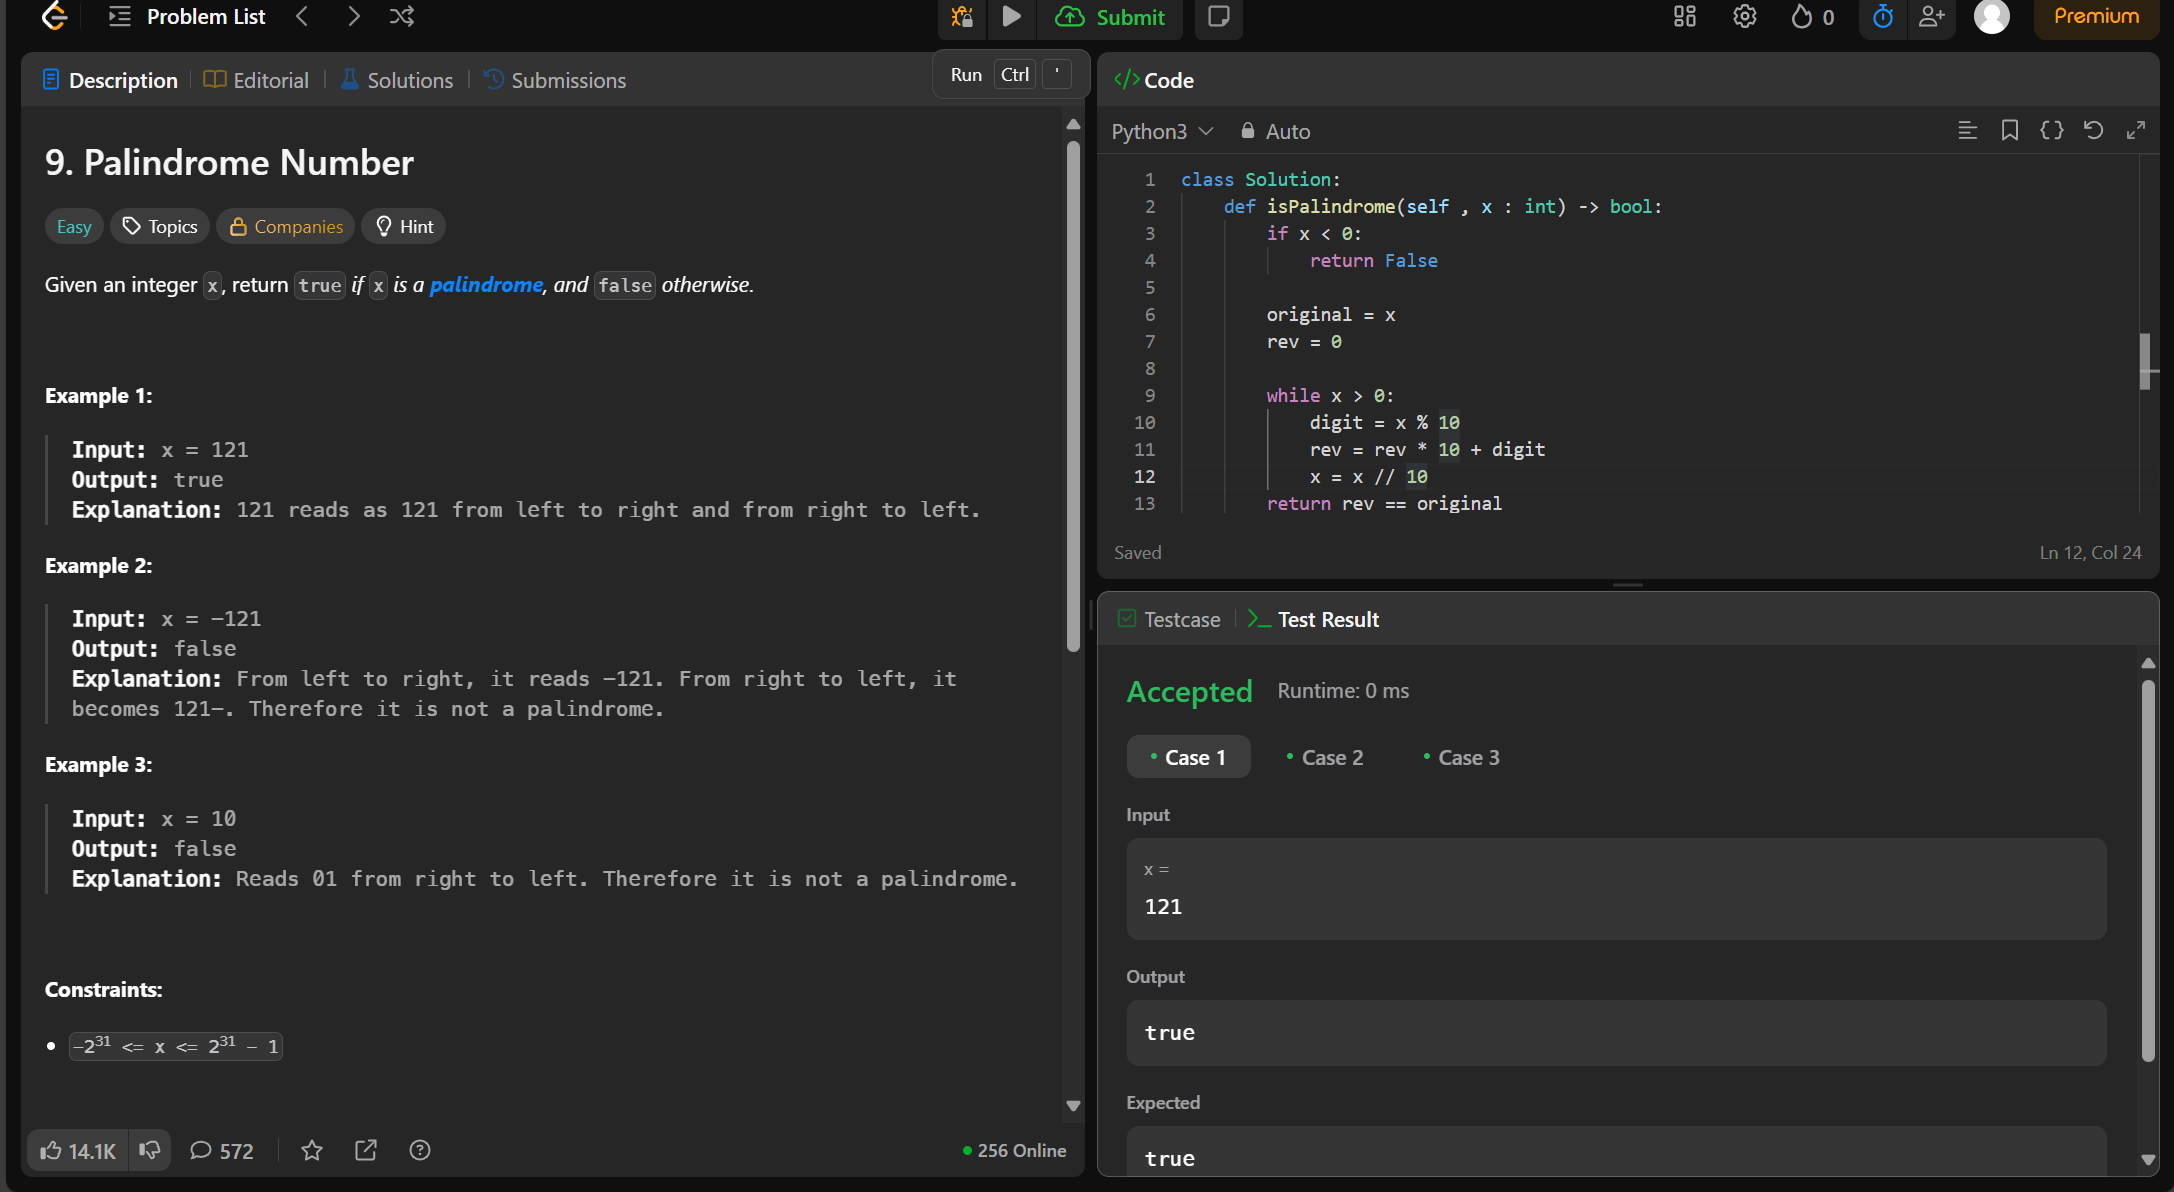 Problem List
Submit
0
Premium
Description
Editorial
Solutions
Submissions
Run Ctrl '
9. Palindrome Number
Easy
Topics
Companies
Hint
Given an integer x, return true if x is a palindrome, and false otherwise.
Example 1:
Input: x = 121
Output: true
Explanation: 121 reads as 121 from left to right and from right to left.
Example 2:
Input: x = -121
Output: false
Explanation: From left to right, it reads -121. From right to left, it
becomes 121-. Therefore it is not a palindrome.
Example 3:
Input: x = 10
Output: false
Explanation: Reads 01 from right to left. Therefore it is not a palindrome.
Constraints:
• -2³¹ <= x <= 2³¹ - 1
14.1K
572
256 Online
</> Code
Python3
Auto
1 class Solution:
2     def isPalindrome(self , x : int) -> bool:
3         if x < 0:
4             return False
5
6         original = x
7         rev = 0
8
9         while x > 0:
10             digit = x % 10
11             rev = rev * 10 + digit
12             x = x // 10
13         return rev == original
Saved
Ln 12, Col 24
Testcase
Test Result
Accepted
Runtime: 0 ms
• Case 1
• Case 2
• Case 3
Input
x =
121
Output
true
Expected
true